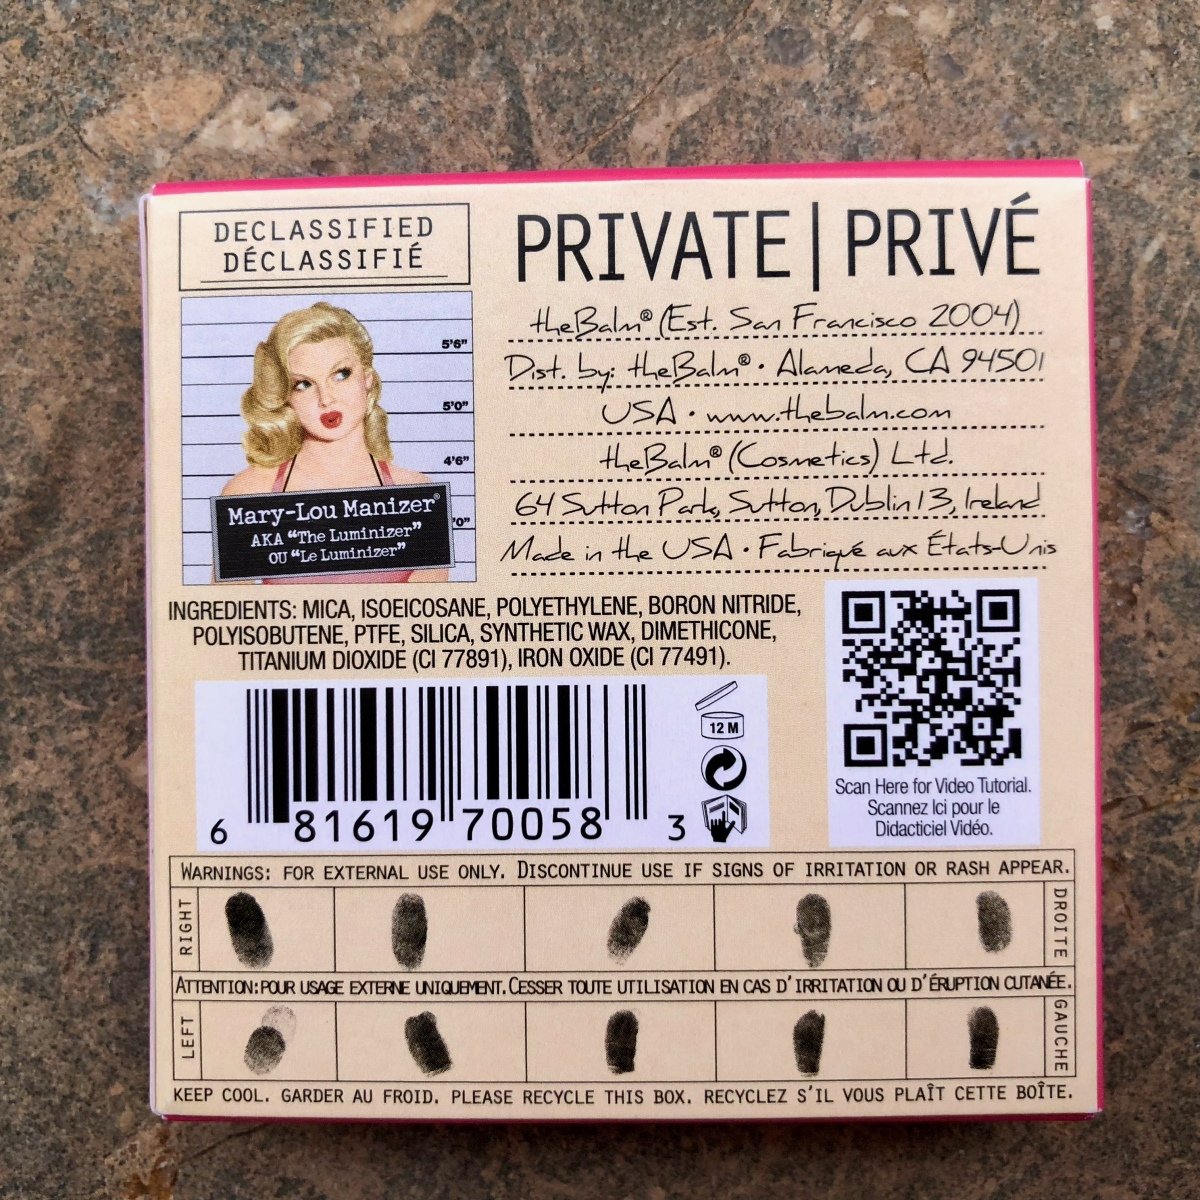 DECLASSIFIED
DÉCLASSIFIÉ
PRIVATE | PRIVÉ
theBalm® (Est. San Francisco 2004)
Dist. by: theBalm® • Alameda, CA 94501
USA • www.thebalm.com
theBalm® (Cosmetics) Ltd.
64 Sutton Park, Sutton, Dublin 13, Ireland
Made in the USA • Fabriqué aux États-Unis
5'6"
5'0"
4'6"
'0"
Mary-Lou Manizer®
AKA "The Luminizer"
OU "Le Luminizer"
INGREDIENTS: MICA, ISOEICOSANE, POLYETHYLENE, BORON NITRIDE,
POLYISOBUTENE, PTFE, SILICA, SYNTHETIC WAX, DIMETHICONE,
TITANIUM DIOXIDE (CI 77891), IRON OXIDE (CI 77491).
12 M
6 81619 70058 3
Scan Here for Video Tutorial.
Scannez Ici pour le
Didacticiel Vidéo.
WARNINGS: FOR EXTERNAL USE ONLY. DISCONTINUE USE IF SIGNS OF IRRITATION OR RASH APPEAR.
RIGHT
DROITE
ATTENTION: POUR USAGE EXTERNE UNIQUEMENT. CESSER TOUTE UTILISATION EN CAS D'IRRITATION OU D'ÉRUPTION CUTANÉE.
LEFT
GAUCHE
KEEP COOL. GARDER AU FROID. PLEASE RECYCLE THIS BOX. RECYCLEZ S'IL VOUS PLAÎT CETTE BOÎTE.